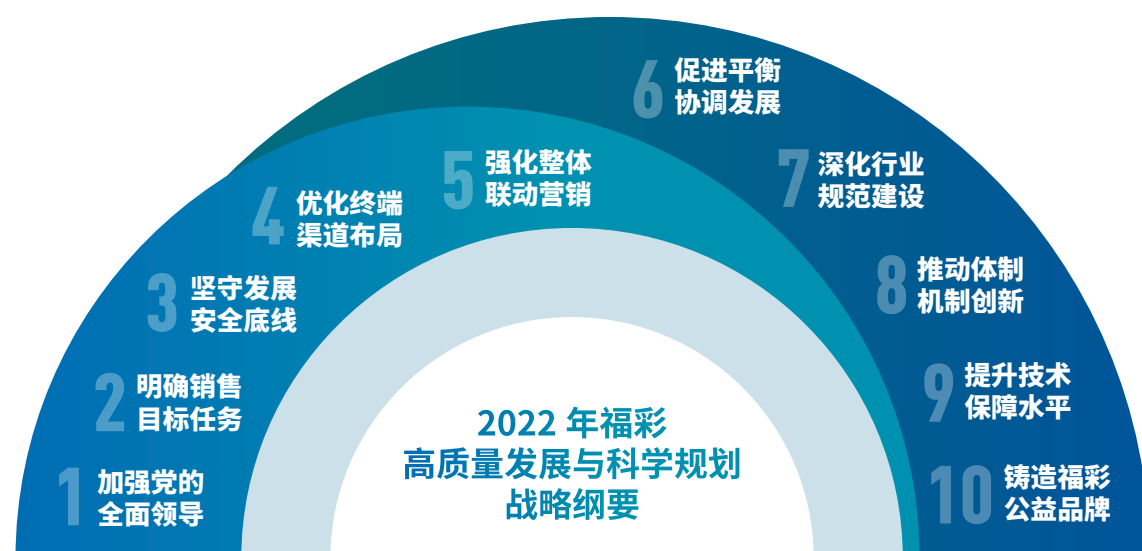 1
加强党的
全面领导
2
明确销售
目标任务
3
坚守发展
安全底线
4
优化终端
渠道布局
5
强化整体
联动营销
6
促进平衡
协调发展
7
深化行业
规范建设
8
推动体制
机制创新
9
提升技术
保障水平
10
铸造福彩
公益品牌
2022 年福彩
高质量发展与科学规划
战略纲要